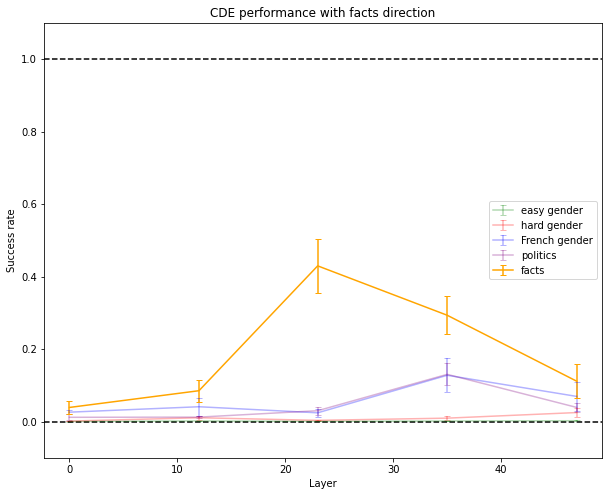 CDE performance with facts direction
Success rate
1.0
0.8
0.6
0.4
0.2
0.0
easy gender
hard gender
French gender
politics
facts
0
10
20
30
40
Layer